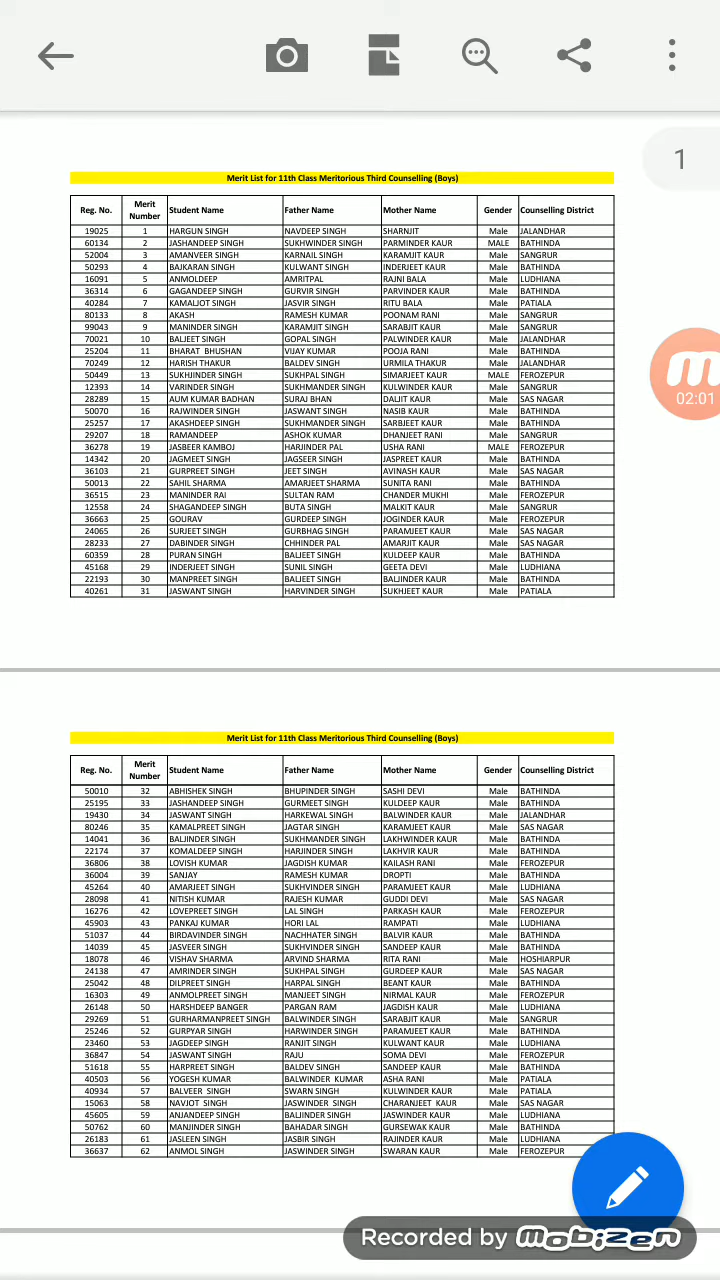 1
Merit List for 11th Class Meritorious Third Counselling (Boys)
Reg. No. Merit Number Student Name Father Name Mother Name Gender Counselling District
19025 1 HARGUN SINGH NAVDEEP SINGH SHARNJIT Male JALANDHAR
60134 2 JASHANDEEP SINGH SUKHWINDER SINGH PARMINDER KAUR MALE BATHINDA
52004 3 AMANVEER SINGH KARNAIL SINGH KARAMJIT KAUR Male SANGRUR
50293 4 BAJKARAN SINGH KULWANT SINGH INDERJEET KAUR Male BATHINDA
16091 5 ANMOLDEEP AMRITPAL RAJNI BALA Male LUDHIANA
36314 6 GAGANDEEP SINGH GURVIR SINGH PARVINDER KAUR Male BATHINDA
40284 7 KAMALJOT SINGH JASVIR SINGH RITU BALA Male PATIALA
80133 8 AKASH RAMESH KUMAR POONAM RANI Male SANGRUR
99043 9 MANINDER SINGH KARAMJIT SINGH SARABJIT KAUR Male SANGRUR
70021 10 BALJEET SINGH GOPAL SINGH PALWINDER KAUR Male JALANDHAR
25204 11 BHARAT BHUSHAN VIJAY KUMAR POOJA RANI Male BATHINDA
70249 12 HARISH THAKUR BALDEV SINGH URMILA THAKUR Male JALANDHAR
50449 13 SUKHJINDER SINGH SUKHPAL SINGH SIMARJEET KAUR MALE FEROZEPUR
12393 14 VARINDER SINGH SUKHMANDER SINGH KULWINDER KAUR Male SANGRUR
28289 15 AUM KUMAR BADHAN SURAJ BHAN DALJIT KAUR Male SAS NAGAR
50070 16 RAJWINDER SINGH JASWANT SINGH NASIB KAUR Male BATHINDA
25257 17 AKASHDEEP SINGH SUKHMANDER SINGH SARBJEET KAUR Male BATHINDA
29207 18 RAMANDEEP ASHOK KUMAR DHANJEET RANI Male SANGRUR
36278 19 JASBEER KAMBOJ HARJINDER PAL USHA RANI MALE FEROZEPUR
14342 20 JAGMEET SINGH JAGSEER SINGH JASPREET KAUR Male BATHINDA
36103 21 GURPREET SINGH JEET SINGH AVINASH KAUR Male SAS NAGAR
50013 22 SAHIL SHARMA AMARJEET SHARMA SUNITA RANI Male BATHINDA
36515 23 MANINDER RAI SULTAN RAM CHANDER MUKHI Male FEROZEPUR
12558 24 SHAGANDEEP SINGH BUTA SINGH MALKIT KAUR Male SANGRUR
36663 25 GOURAV GURDEEP SINGH JOGINDER KAUR Male FEROZEPUR
24065 26 SURJEET SINGH GURBHAG SINGH PARAMJEET KAUR Male SAS NAGAR
28233 27 DABINDER SINGH CHHINDER PAL AMARJIT KAUR Male SAS NAGAR
60359 28 PURAN SINGH BALJEET SINGH KULDEEP KAUR Male BATHINDA
45168 29 INDERJEET SINGH SUNIL SINGH GEETA DEVI Male LUDHIANA
22193 30 MANPREET SINGH BALJEET SINGH BALJINDER KAUR Male BATHINDA
40261 31 JASWANT SINGH HARVINDER SINGH SUKHJEET KAUR Male PATIALA
02:01
Merit List for 11th Class Meritorious Third Counselling (Boys)
Reg. No. Merit Number Student Name Father Name Mother Name Gender Counselling District
50010 32 ABHISHEK SINGH BHUPINDER SINGH SASHI DEVI Male BATHINDA
25195 33 JASHANDEEP SINGH GURMEET SINGH KULDEEP KAUR Male BATHINDA
19430 34 JASWANT SINGH HARKEWAL SINGH BALWINDER KAUR Male JALANDHAR
80246 35 KAMALPREET SINGH JAGTAR SINGH KARAMJEET KAUR Male SAS NAGAR
14041 36 BALJINDER SINGH SUKHMANDER SINGH LAKHWINDER KAUR Male BATHINDA
22174 37 KOMALDEEP SINGH HARJINDER SINGH LAKHVIR KAUR Male BATHINDA
36806 38 LOVISH KUMAR JAGDISH KUMAR KAILASH RANI Male FEROZEPUR
36004 39 SANJAY RAMESH KUMAR DROPTI Male BATHINDA
45264 40 AMARJEET SINGH SUKHVINDER SINGH PARAMJEET KAUR Male LUDHIANA
28098 41 NITISH KUMAR RAJESH KUMAR GUDDI DEVI Male SAS NAGAR
16276 42 LOVEPREET SINGH LAL SINGH PARKASH KAUR Male FEROZEPUR
45903 43 PANKAJ KUMAR HORI LAL RAMPATI Male LUDHIANA
51037 44 BIRDAVINDER SINGH NACHHATER SINGH BALVIR KAUR Male BATHINDA
14039 45 JASVEER SINGH SUKHVINDER SINGH SANDEEP KAUR Male BATHINDA
18078 46 VISHAV SHARMA ARVIND SHARMA RITA RANI Male HOSHIARPUR
24138 47 AMRINDER SINGH SUKHPAL SINGH GURDEEP KAUR Male SAS NAGAR
25042 48 DILPREET SINGH HARPAL SINGH BEANT KAUR Male BATHINDA
16303 49 ANMOLPREET SINGH MANJEET SINGH NIRMAL KAUR Male FEROZEPUR
26148 50 HARSHDEEP BANGER PARGAN RAM JAGDISH KAUR Male LUDHIANA
29269 51 GURHARMANPREET SINGH BALWINDER SINGH SARABJIT KAUR Male SANGRUR
25246 52 GURPYAR SINGH HARWINDER SINGH PARAMJEET KAUR Male BATHINDA
23460 53 JAGDEEP SINGH RANJIT SINGH KULWANT KAUR Male LUDHIANA
36847 54 JASWANT SINGH RAJU SOMA DEVI Male FEROZEPUR
51618 55 HARPREET SINGH BALDEV SINGH SANDEEP KAUR Male BATHINDA
40503 56 YOGESH KUMAR BALWINDER KUMAR ASHA RANI Male PATIALA
40934 57 BALVEER SINGH SWARN SINGH KULWINDER KAUR Male PATIALA
15063 58 NAVJOT SINGH JASWINDER SINGH CHARANJEET KAUR Male SAS NAGAR
45605 59 ANJANDEEP SINGH BALJINDER SINGH JASWINDER KAUR Male LUDHIANA
50762 60 MANJINDER SINGH BAHADAR SINGH GURSEWAK KAUR Male BATHINDA
26183 61 JASLEEN SINGH JASBIR SINGH RAJINDER KAUR Male LUDHIANA
36637 62 ANMOL SINGH JASWINDER SINGH SWARAN KAUR Male FEROZEPUR
Recorded by mobizen